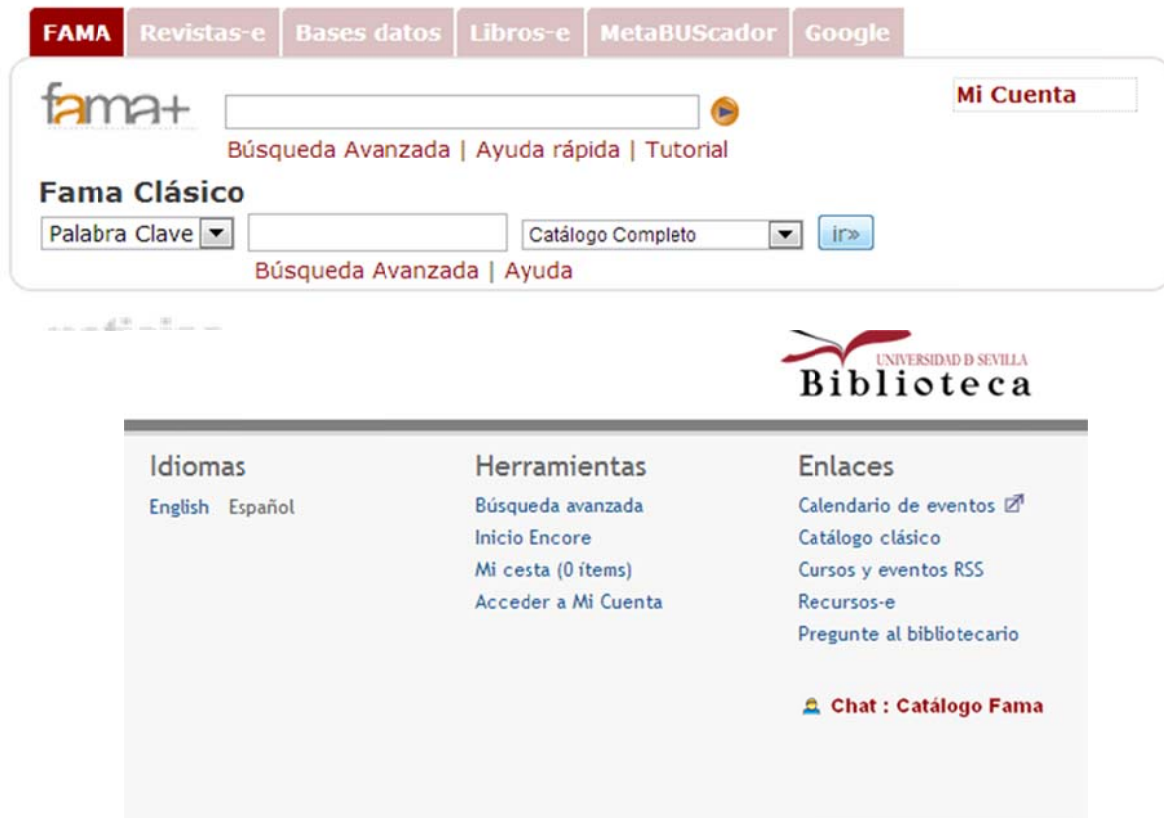 FAMA Revistas-e Bases datos Libros-e MetaBUScador Google
fama+
Mi Cuenta
Búsqueda Avanzada | Ayuda rápida | Tutorial
Fama Clásico
Palabra Clave Catálogo Completo ir»
Búsqueda Avanzada | Ayuda
UNIVERSIDAD D SEVILLA
Biblioteca
Idiomas
English Español
Herramientas
Búsqueda avanzada
Inicio Encore
Mi cesta (0 ítems)
Acceder a Mi Cuenta
Enlaces
Calendario de eventos
Catálogo clásico
Cursos y eventos RSS
Recursos-e
Pregunte al bibliotecario
Chat : Catálogo Fama